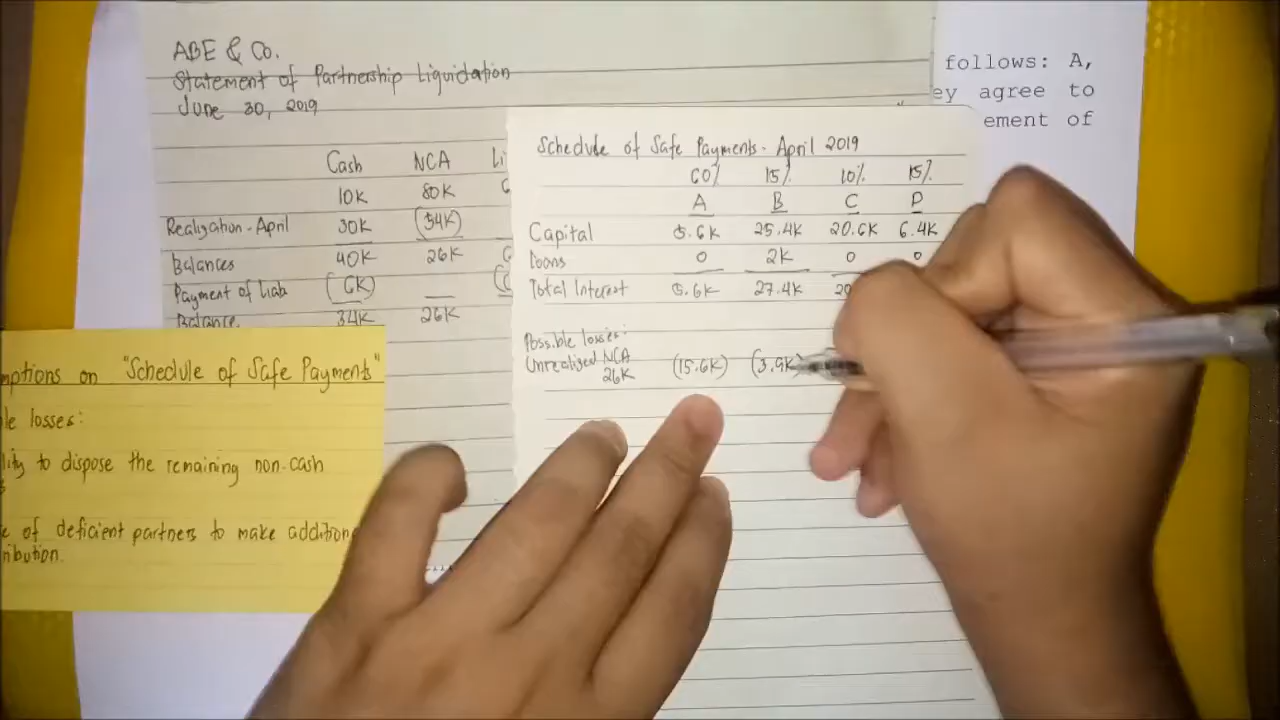 ABE & Co.
Statement of Partnership Liquidation
June 30, 2019
Cash NCA Li
10K 80K
Realization - April 30K (54K)
Balances 40K 26K
Payment of Liab (6K) —
Balance 34K 26K
follows: A,
ey agree to
ement of
Schedule of Safe Payments - April 2019
60% 15% 10% 15%
A B C D
Capital 5.6K 25.4K 20.6K 6.4K
Loans 0 2K 0 0
Total Interest 5.6K 27.4K 20
Possible losses:
Unrealized NCA
26K (15.6K) (3.9K)
mptions on "Schedule of Safe Payments"
le losses:
lity to dispose the remaining non-cash
e of deficient partners to make addition
ribution.